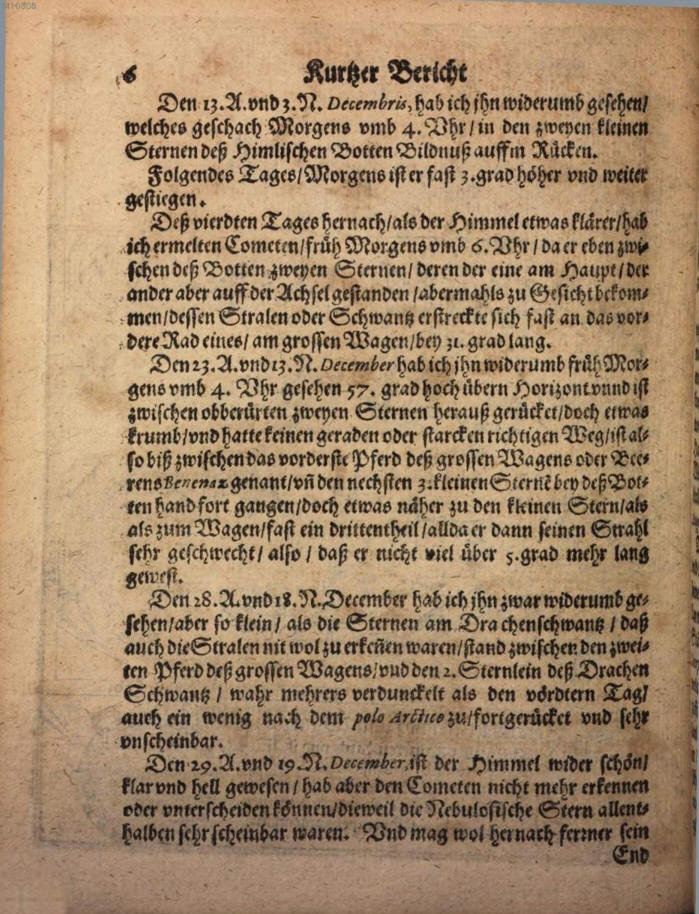 6 Kurtzer Bericht
Den 13. A. vnd 3. N. Decembris, hab ich jhn widerumb gesehen/
welches geschach Morgens vmb 4. Vhr/ in den zweyen kleinen
Sternen deß Himlischen Botten Bildnuß auffm Rücken.
Folgendes Tages/ Morgens ist er fast 3. grad höher vnd weiter
gestiegen.
Deß vierdten Tages hernach/ als der Himmel etwas klärer/ hab
ich ermelten Cometen/ früh Morgens vmb 6. Vhr/ da er eben zwi-
schen deß Botten zweyen Sternen/ deren der eine am Haupt/ der
ander aber auff der Achsel gestanden/ abermahls zu Gesicht bekom-
men/ dessen Stralen oder Schwantz erstreckte sich fast an das vor-
dere Rad eines/ am grossen Wagen/ bey 31. grad lang.
Den 23. A. vnd 13. N. December hab ich jhn widerumb früh Mor-
gens vmb 4. Vhr gesehen 57. grad hoch übern Horizont vnnd ist
zwischen obberürten zweyen Sternen herauß gerücket/ doch etwas
krumb/ vnd hatte keinen geraden oder starcken richtigen Weg/ ist al-
so biß zwischen das vorderste Pferd deß grossen Wagens oder Bee-
rens Benenaz genant/ vñ den nechsten 3. kleinen Sternē bey deß Bot-
ten hand fort gangen/ doch etwas näher zu den kleinen Stern/ als
als zum Wagen/ fast ein drittentheil/ allda er dann seinen Strahl
sehr geschwecht/ also/ daß er nicht viel über 5. grad mehr lang
gewest.
Den 28. A. vnd 18. N. December hab ich jhn zwar widerumb ge-
sehen/ aber so klein/ als die Sternen am Drachenschwantz/ daß
auch die Stralen nit wol zu erkeñen waren/ stand zwischen den zwei-
ten Pferd deß grossen Wagens/ vnd den 2. Sternlein deß Drachen
Schwantz/ wahr mehrers verdunckelt als den vördtern Tag/
auch ein wenig nach dem polo Arctico zu/ fortgerücket vnd sehr
vnscheinbar.
Den 29. A. vnd 19. N. December, ist der Himmel wider schön/
klar vnd hell gewesen/ hab aber den Cometen nicht mehr erkennen
oder vnterscheiden können/ dieweil die Nebulosische Stern allent-
halben sehr scheinbar waren. Vnd mag wol hernach ferrner sein
End